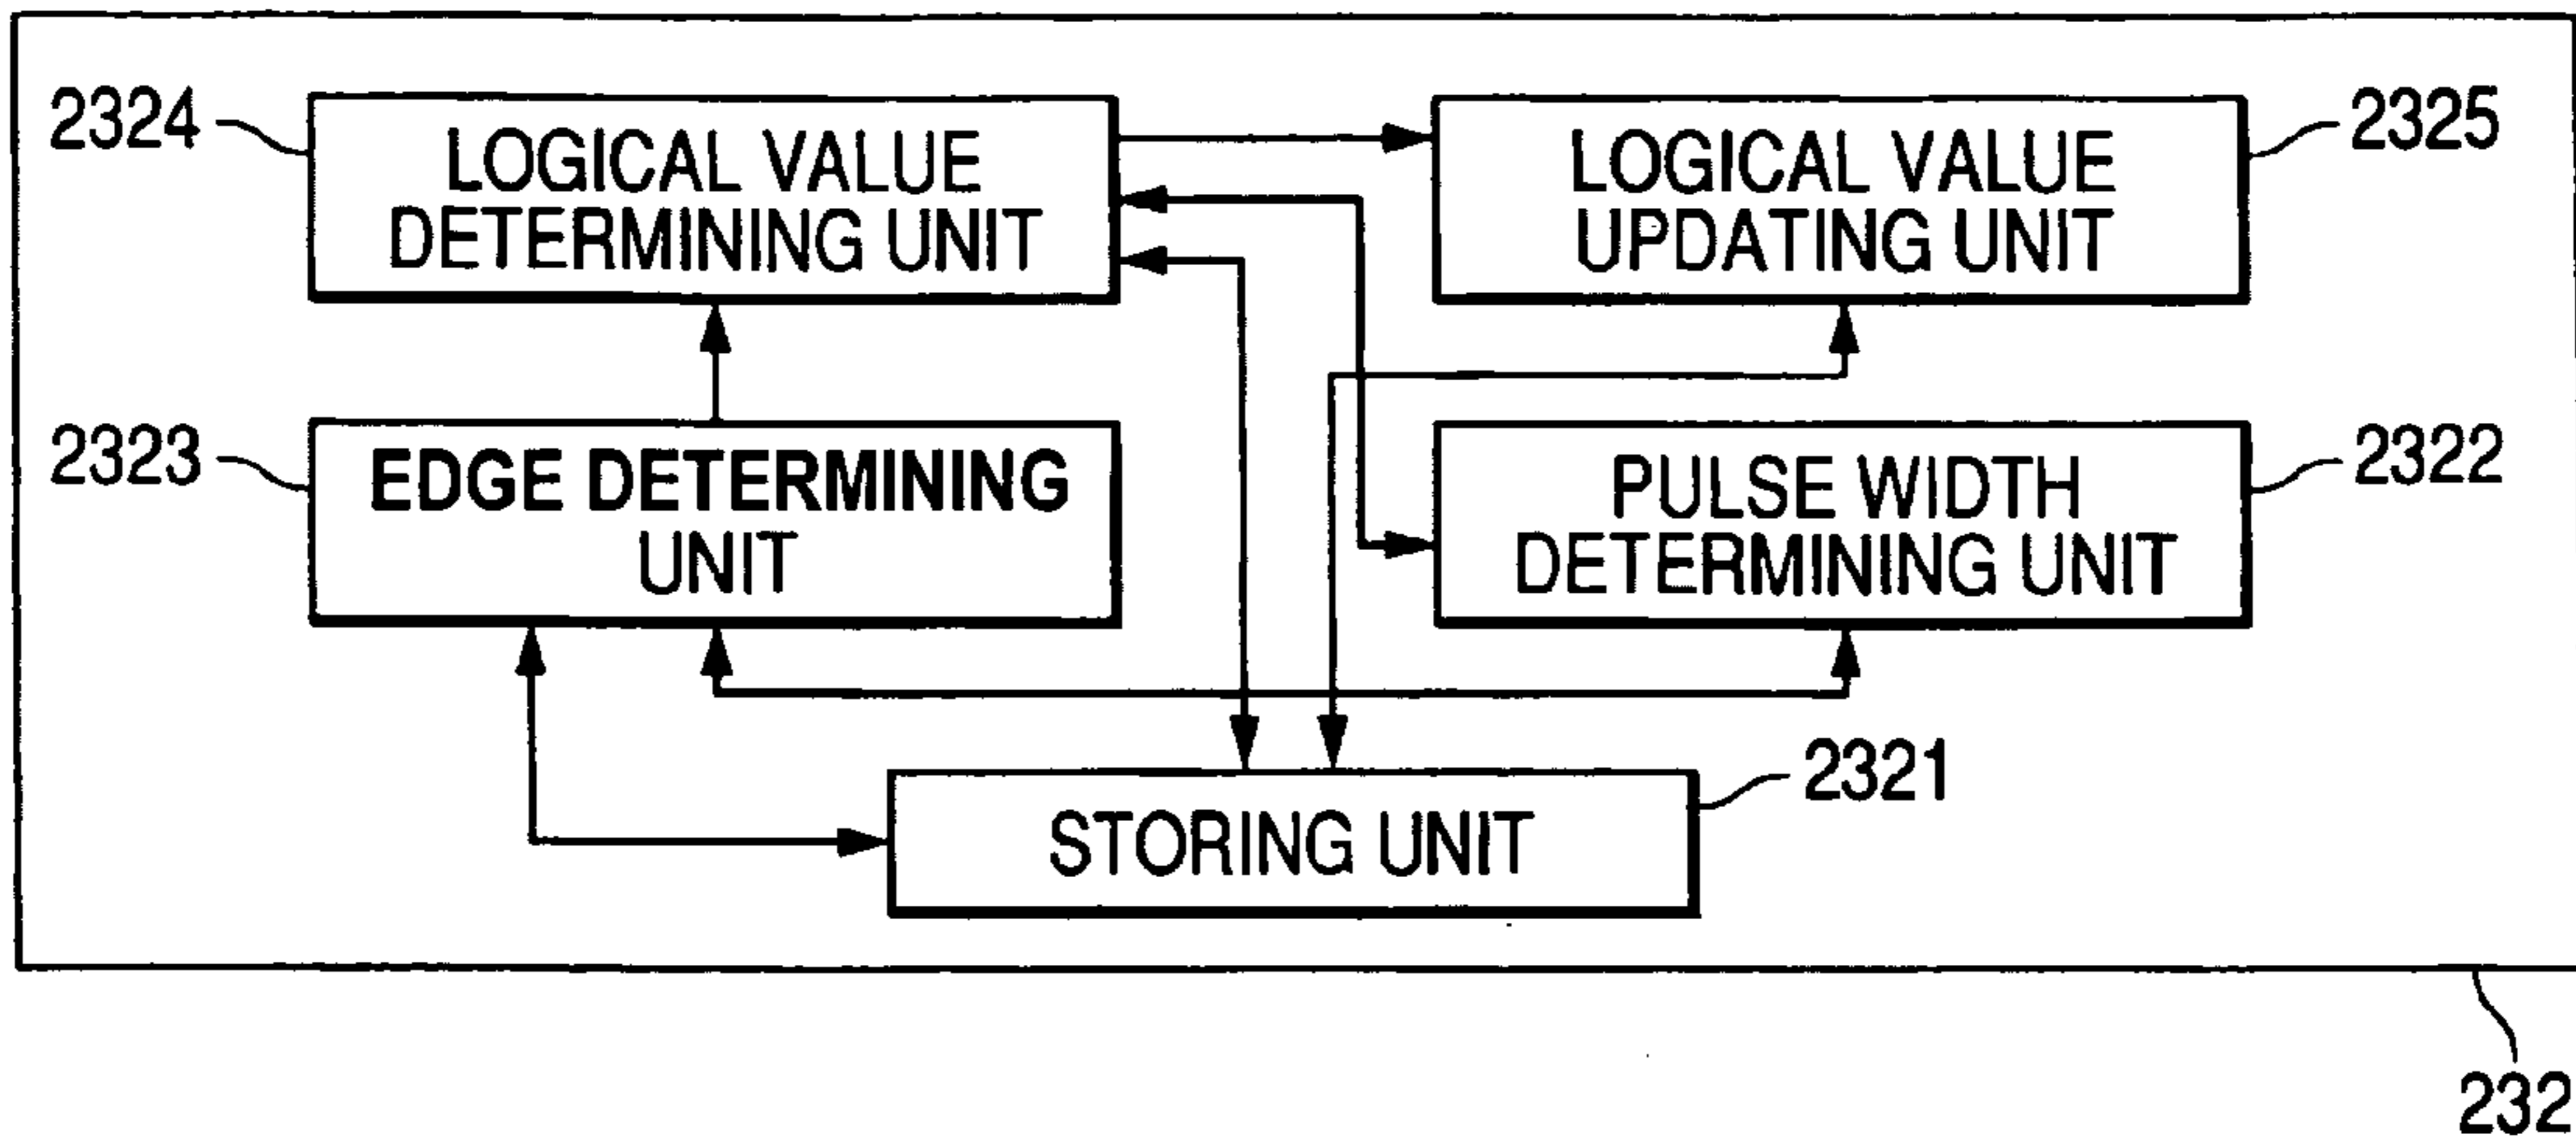 2324
LOGICAL VALUE
DETERMINING UNIT
LOGICAL VALUE
UPDATING UNIT
2325
2323
EDGE DETERMINING
UNIT
PULSE WIDTH
DETERMINING UNIT
2322
STORING UNIT
2321
232